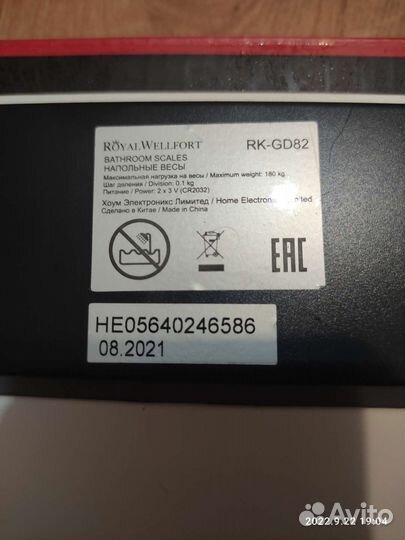 ROYAL WELLFORT RK-GD82
BATHROOM SCALES
НАПОЛЬНЫЕ ВЕСЫ
Максимальная нагрузка на весы / Maximum weight: 180 kg
Шаг деления / Division: 0.1 kg
Питание / Power: 2 x 3 V (CR2032)
Хоум Электроникс Лимитед / Home Electronics Limited
Сделано в Китае / Made in China
EAC
HE05640246586
08.2021
2022.9.22 19:04
Avito